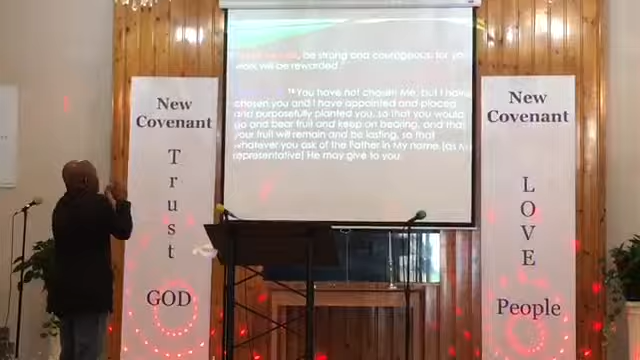 be strong and courageous, for your
work will be rewarded."
"You have not chosen Me, but I have
chosen you and I have appointed and placed
and purposefully planted you, so that you would
go and bear fruit and keep on bearing, and that
your fruit will remain and be lasting, so that
whatever you ask of the Father in My name [as My
representative] He may give to you.
New
Covenant
Trust
GOD
New
Covenant
LOVE
People